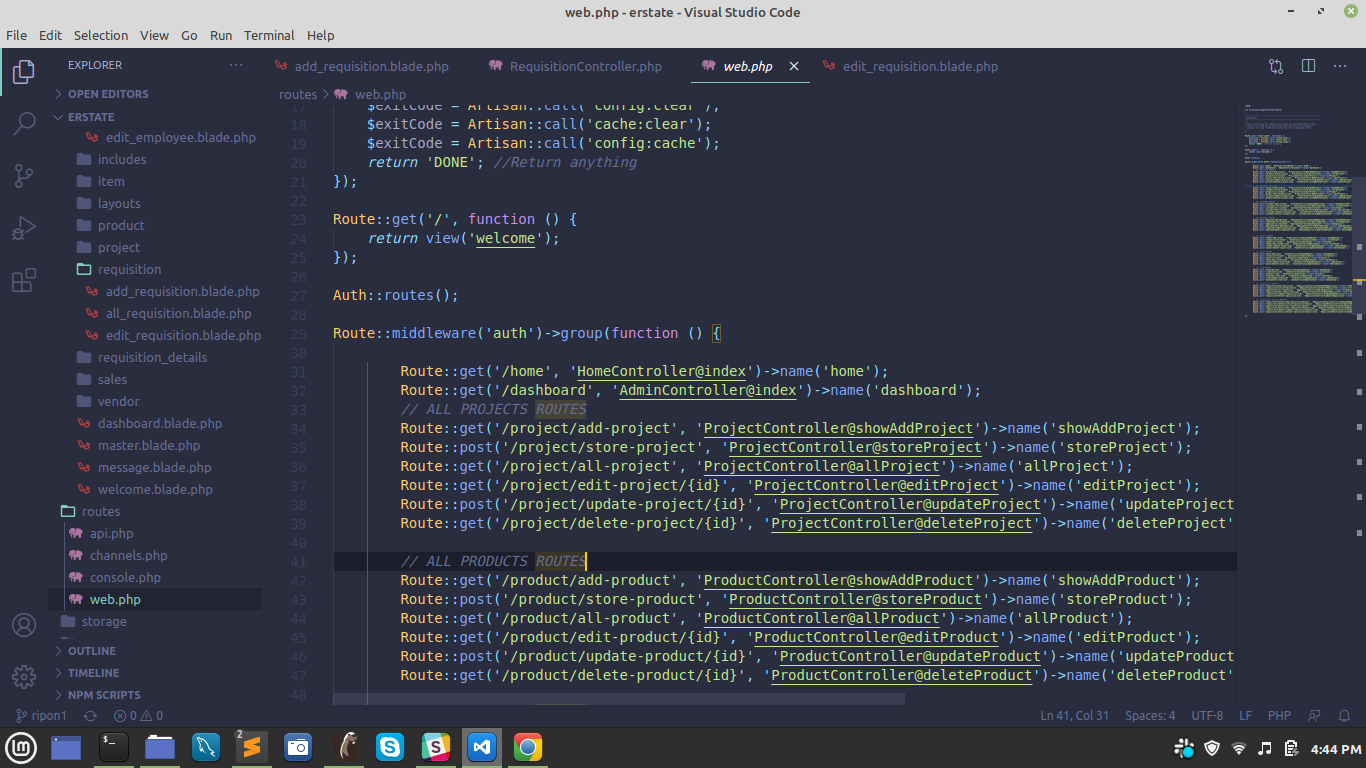 web.php - erstate - Visual Studio Code
File Edit Selection View Go Run Terminal Help
EXPLORER
add_requisition.blade.php
RequisitionController.php
web.php
edit_requisition.blade.php
OPEN EDITORS
routes > web.php
ERSTATE
edit_employee.blade.php
includes
item
layouts
product
project
requisition
add_requisition.blade.php
all_requisition.blade.php
edit_requisition.blade.php
requisition_details
sales
vendor
dashboard.blade.php
master.blade.php
message.blade.php
welcome.blade.php
routes
api.php
channels.php
console.php
web.php
storage
OUTLINE
TIMELINE
NPM SCRIPTS
17 $exitCode = Artisan::call('config:clear');
18 $exitCode = Artisan::call('cache:clear');
19 $exitCode = Artisan::call('config:cache');
20 return 'DONE'; //Return anything
21 });
22
23 Route::get('/', function () {
24 return view('welcome');
25 });
26
27 Auth::routes();
28
29 Route::middleware('auth')->group(function () {
30
31 Route::get('/home', 'HomeController@index')->name('home');
32 Route::get('/dashboard', 'AdminController@index')->name('dashboard');
33 // ALL PROJECTS ROUTES
34 Route::get('/project/add-project', 'ProjectController@showAddProject')->name('showAddProject');
35 Route::post('/project/store-project', 'ProjectController@storeProject')->name('storeProject');
36 Route::get('/project/all-project', 'ProjectController@allProject')->name('allProject');
37 Route::get('/project/edit-project/{id}', 'ProjectController@editProject')->name('editProject');
38 Route::post('/project/update-project/{id}', 'ProjectController@updateProject')->name('updateProject
39 Route::get('/project/delete-project/{id}', 'ProjectController@deleteProject')->name('deleteProject'
40
41 // ALL PRODUCTS ROUTES
42 Route::get('/product/add-product', 'ProductController@showAddProduct')->name('showAddProduct');
43 Route::post('/product/store-product', 'ProductController@storeProduct')->name('storeProduct');
44 Route::get('/product/all-product', 'ProductController@allProduct')->name('allProduct');
45 Route::get('/product/edit-product/{id}', 'ProductController@editProduct')->name('editProduct');
46 Route::post('/product/update-product/{id}', 'ProductController@updateProduct')->name('updateProduct
47 Route::get('/product/delete-product/{id}', 'ProductController@deleteProduct')->name('deleteProduct'
48
ripon1 0 0
Ln 41, Col 31 Spaces: 4 UTF-8 LF PHP
2
4:44 PM